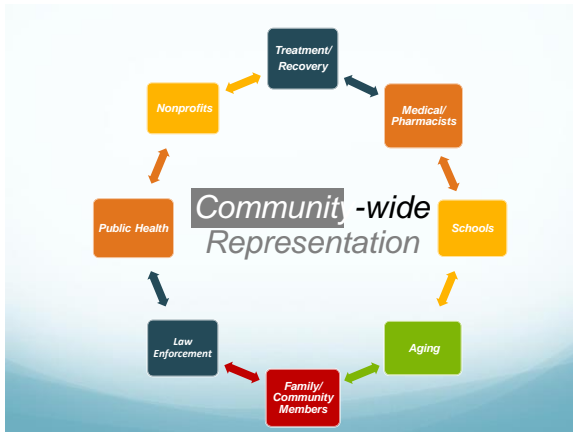 Treatment/
Recovery
Nonprofits
Medical/
Pharmacists
Community-wide
Representation
Public Health
Schools
Law
Enforcement
Aging
Family/
Community
Members